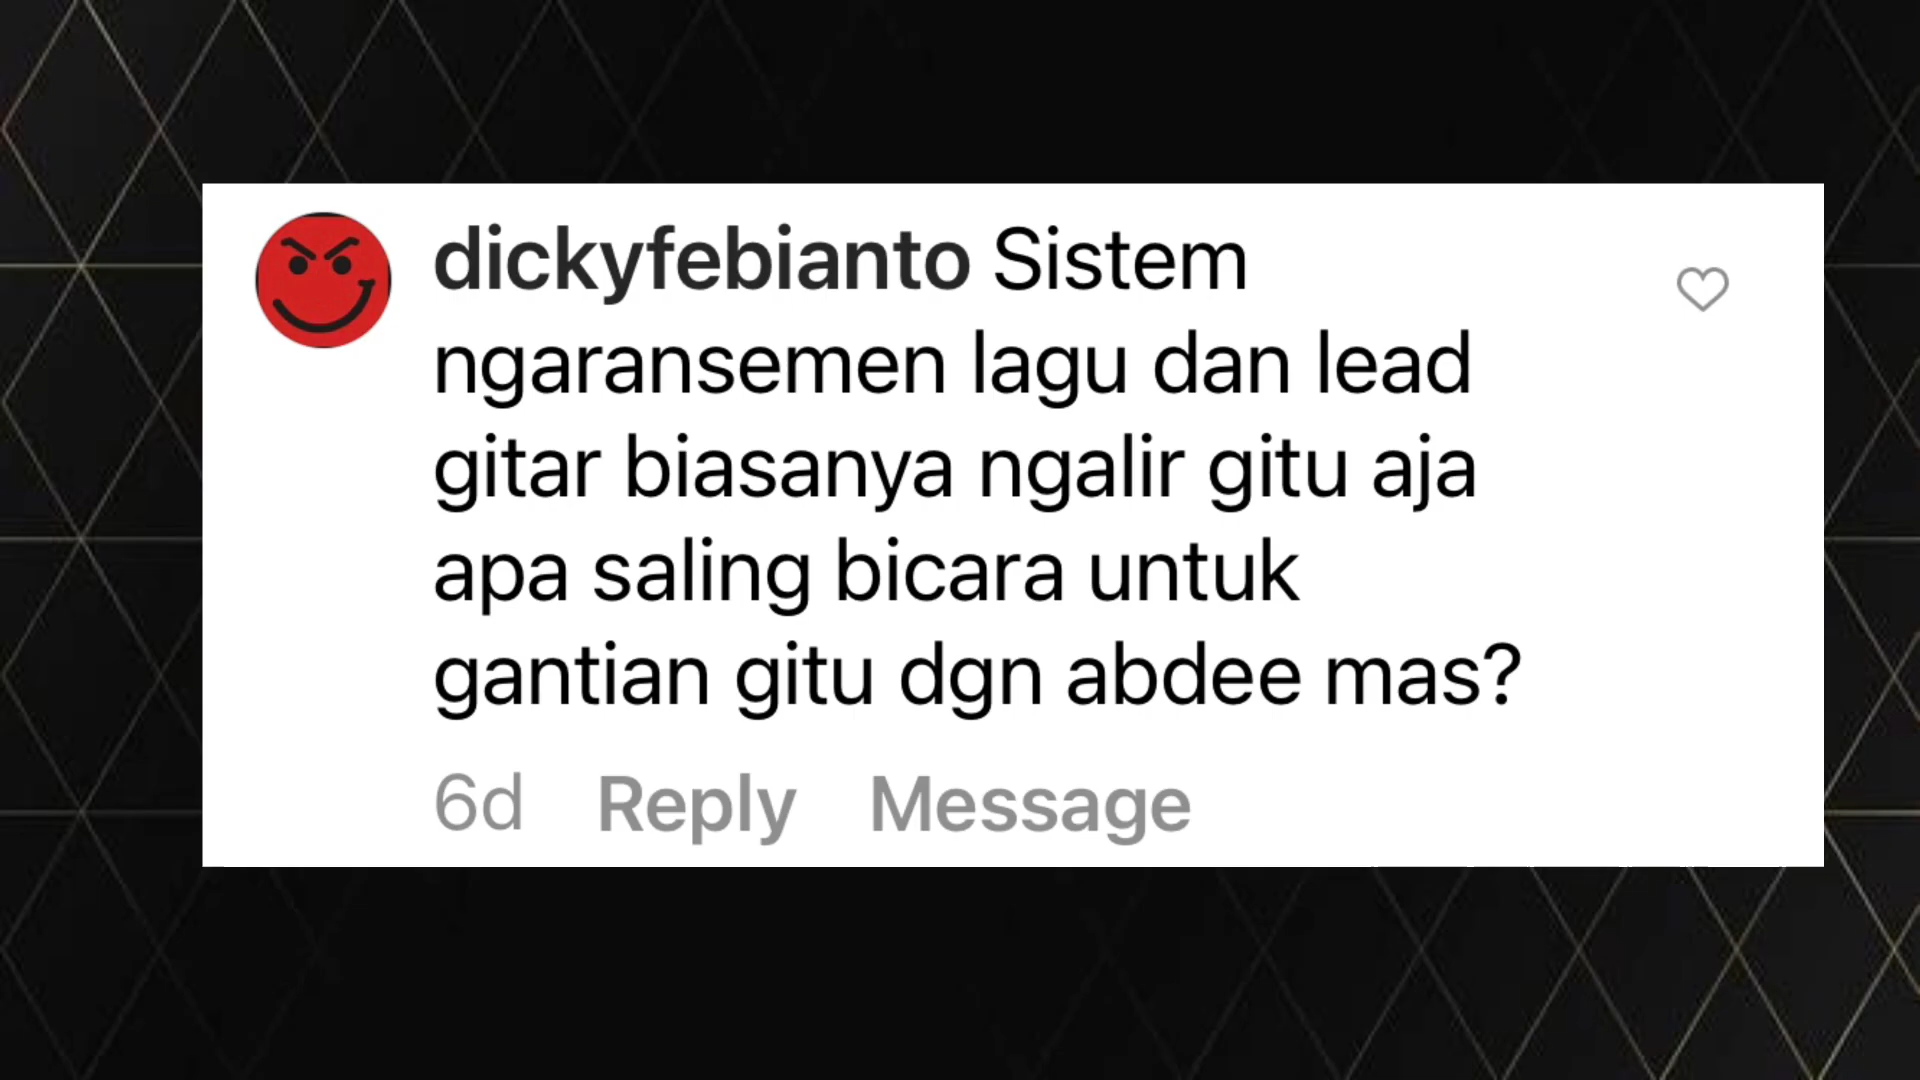 dickyfebianto Sistem
ngaransemen lagu dan lead
gitar biasanya ngalir gitu aja
apa saling bicara untuk
gantian gitu dgn abdee mas?
6d Reply Message